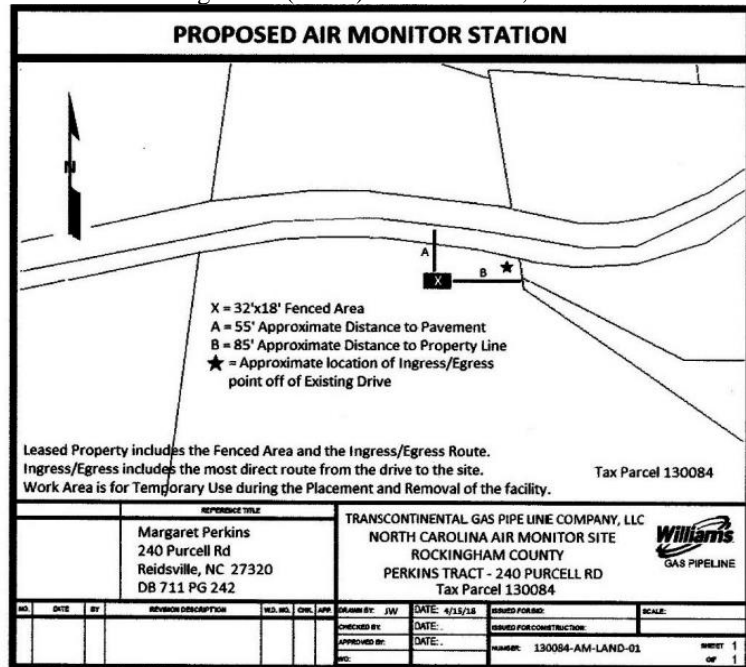 PROPOSED AIR MONITOR STATION
N
A
X
B
X = 32'x18' Fenced Area
A = 55' Approximate Distance to Pavement
B = 85' Approximate Distance to Property Line
★ = Approximate location of Ingress/Egress
point off of Existing Drive
Leased Property includes the Fenced Area and the Ingress/Egress Route.
Ingress/Egress includes the most direct route from the drive to the site.
Work Area is for Temporary Use during the Placement and Removal of the facility.
Tax Parcel 130084
REFERENCE TITLE
Margaret Perkins
240 Purcell Rd
Reidsville, NC 27320
DB 711 PG 242
TRANSCONTINENTAL GAS PIPE LINE COMPANY, LLC
NORTH CAROLINA AIR MONITOR SITE
ROCKINGHAM COUNTY
PERKINS TRACT - 240 PURCELL RD
Tax Parcel 130084
Williams
GAS PIPELINE
NO. DATE BY REVISION DESCRIPTION W.O. NO. CHK. APP.
DRAWN BY: JW DATE: 4/15/18 ISSUED FOR BID: SCALE:
CHECKED BY: DATE: ISSUED FOR CONSTRUCTION:
APPROVED BY: DATE: NUMBER: 130084-AM-LAND-01 SHEET 1
WO: OF 1